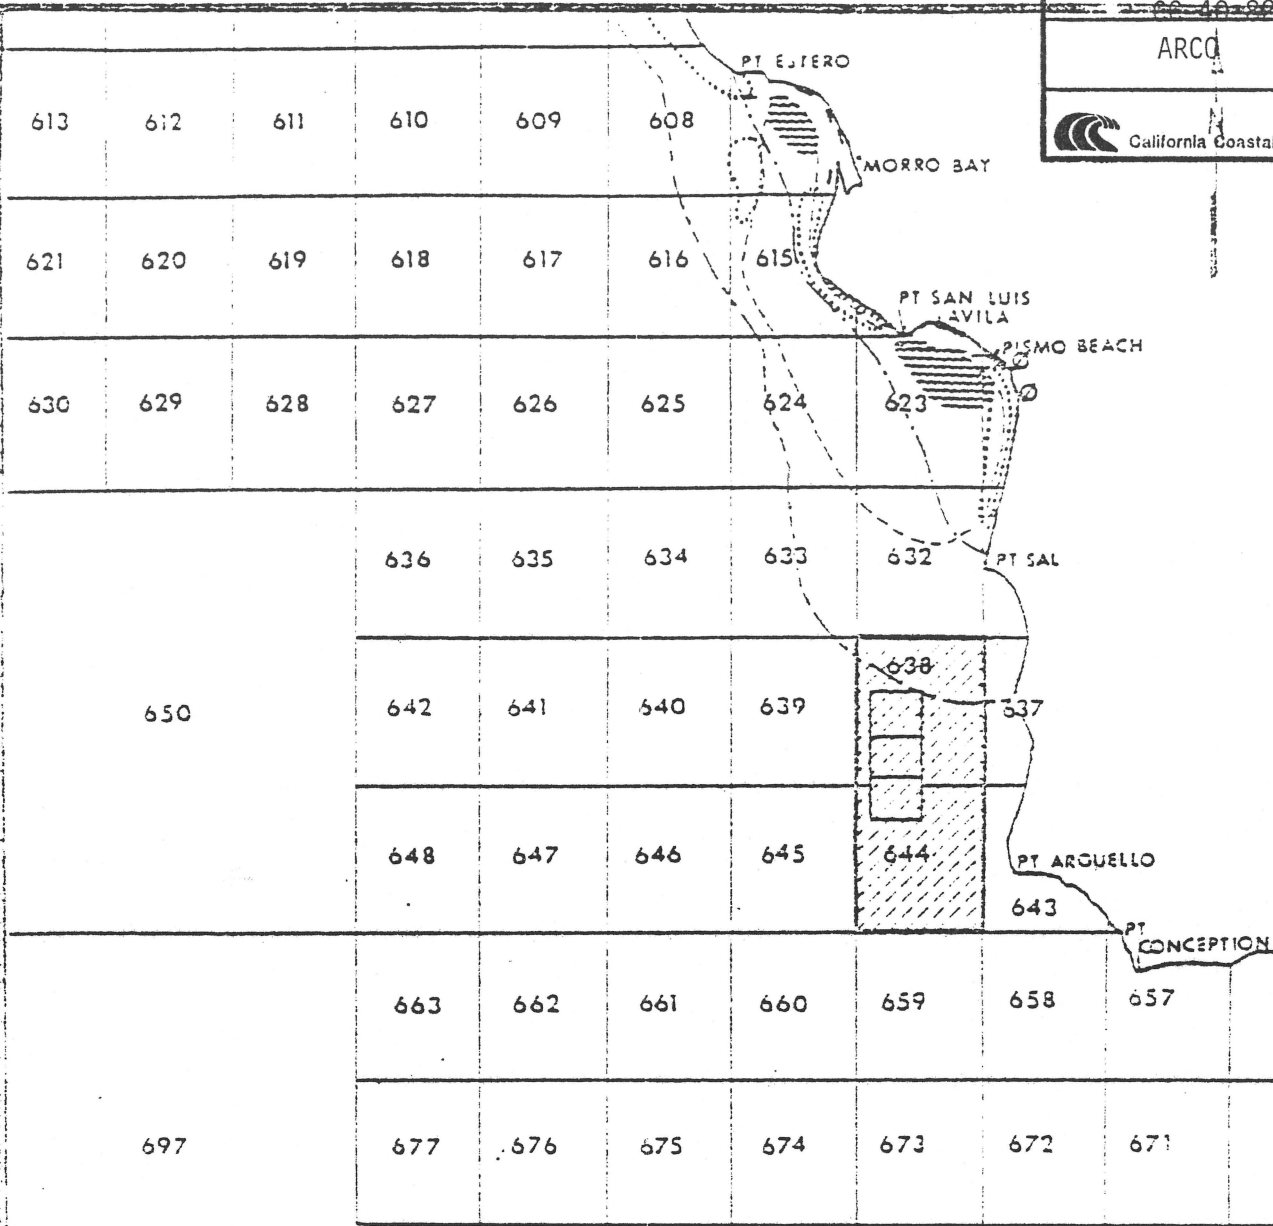 ARCO
California Coastal
PT ESTERO
613 612 611 610 609 608
MORRO BAY
621 620 619 618 617 616 615
PT SAN LUIS
AVILA
PISMO BEACH
630 629 628 627 626 625 624 623
636 635 634 633 632
PT SAL
638
650 642 641 640 639 637
648 647 646 645 644
PT ARGUELLO
643
PT
CONCEPTION
663 662 661 660 659 658 657
697 677 676 675 674 673 672 671